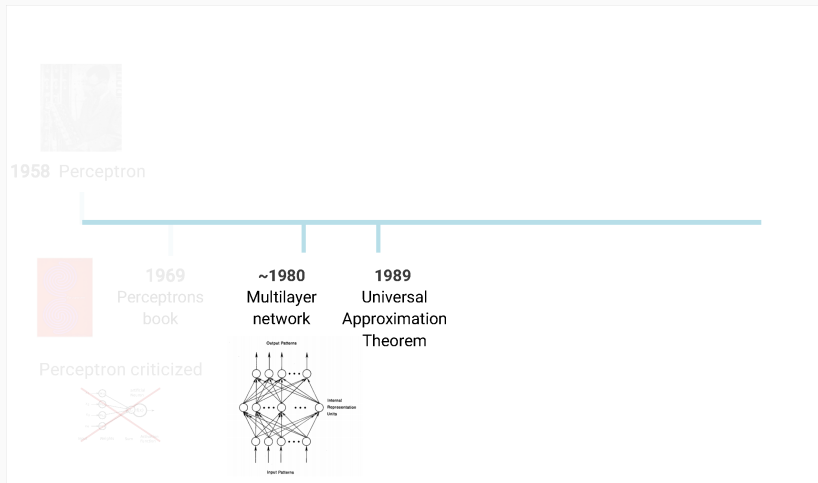 1958 Perceptron
1969
Perceptrons
book
Perceptron criticized
~1980
Multilayer
network
Output Patterns
Internal
Representation
Units
Input Patterns
1989
Universal
Approximation
Theorem